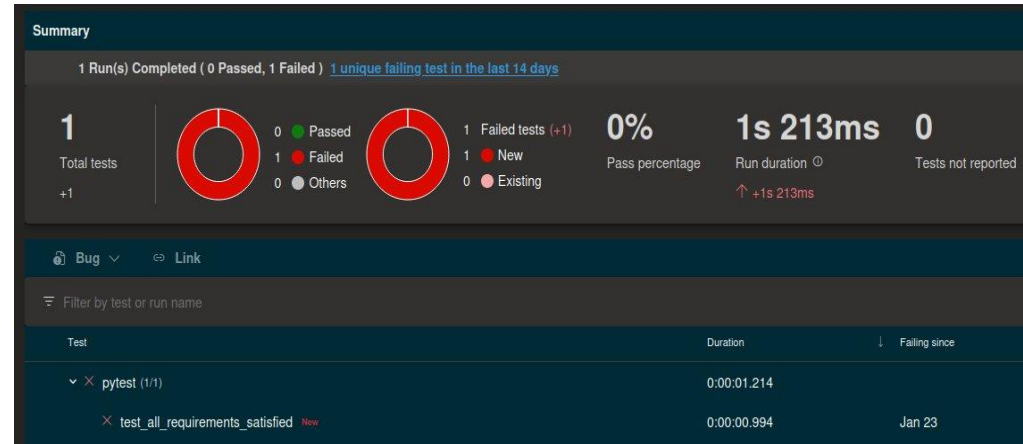 Summary
1 Run(s) Completed ( 0 Passed, 1 Failed ) 1 unique failing test in the last 14 days
1
Total tests
+1
0 Passed
1 Failed
0 Others
1 Failed tests (+1)
1 New
0 Existing
0%
Pass percentage
1s 213ms
Run duration
↑ +1s 213ms
0
Tests not reported
Bug Link
Filter by test or run name
Test Duration ↓ Failing since
pytest (1/1) 0:00:01.214
test_all_requirements_satisfied New 0:00:00.994 Jan 23